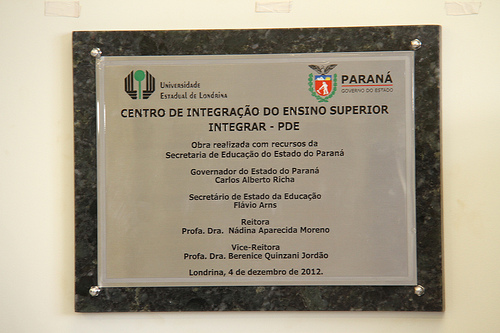 Universidade
Estadual de Londrina
PARANÁ
GOVERNO DO ESTADO
CENTRO DE INTEGRAÇÃO DO ENSINO SUPERIOR
INTEGRAR - PDE
Obra realizada com recursos da
Secretaria de Educação do Estado do Paraná
Governador do Estado do Paraná
Carlos Alberto Richa
Secretário de Estado da Educação
Flávio Arns
Reitora
Profa. Dra. Nádina Aparecida Moreno
Vice-Reitora
Profa. Dra. Berenice Quinzani Jordão
Londrina, 4 de dezembro de 2012.